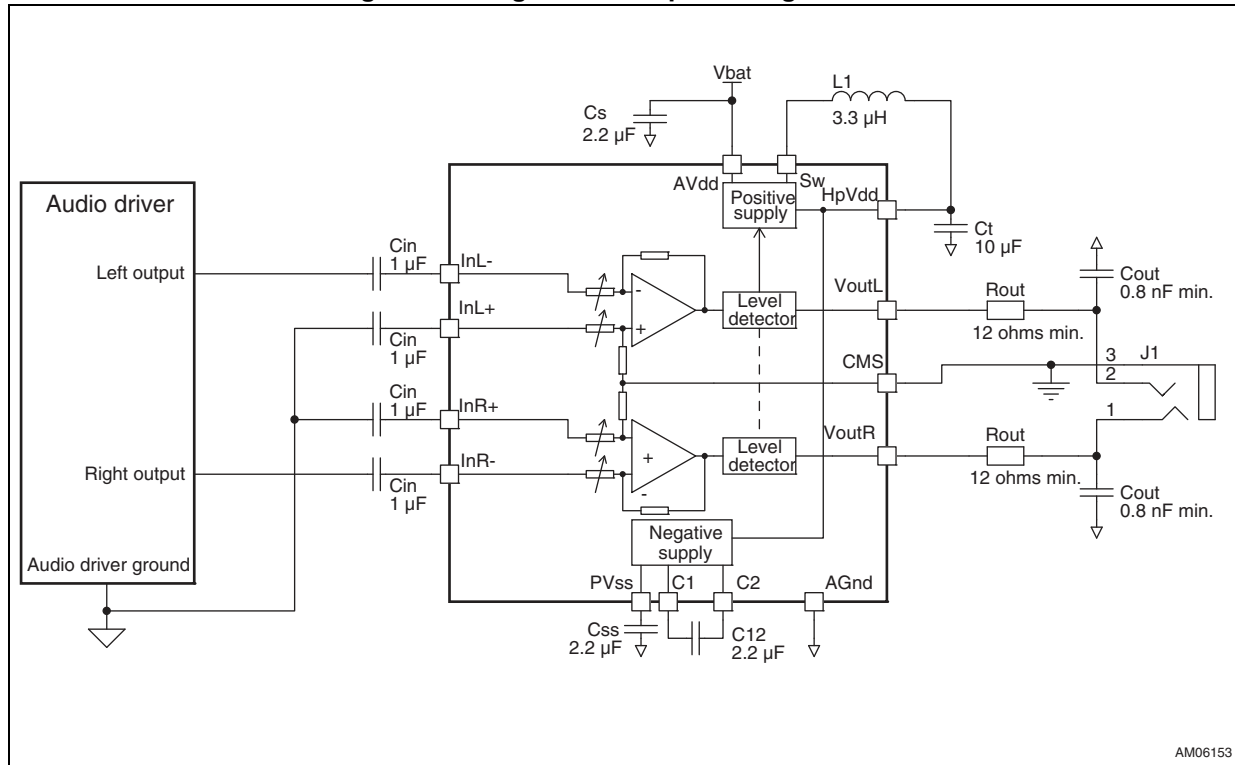 Vbat
L1
Cs
2.2 µF
3.3 µH
AVdd
Sw
HpVdd
Positive
supply
Audio driver
Ct
10 µF
Cin
1 µF
InL-
Left output
Cout
0.8 nF min.
VoutL
Rout
Level
detector
-
InL+
+
12 ohms min.
Cin
1 µF
CMS
3
J1
2
Cin
1 µF
InR+
1
VoutR
Rout
Level
detector
+
Right output
InR-
12 ohms min.
Cin
1 µF
-
Cout
0.8 nF min.
Negative
supply
Audio driver ground
PVss
C1
C2
AGnd
Css
2.2 µF
C12
2.2 µF
AM06153